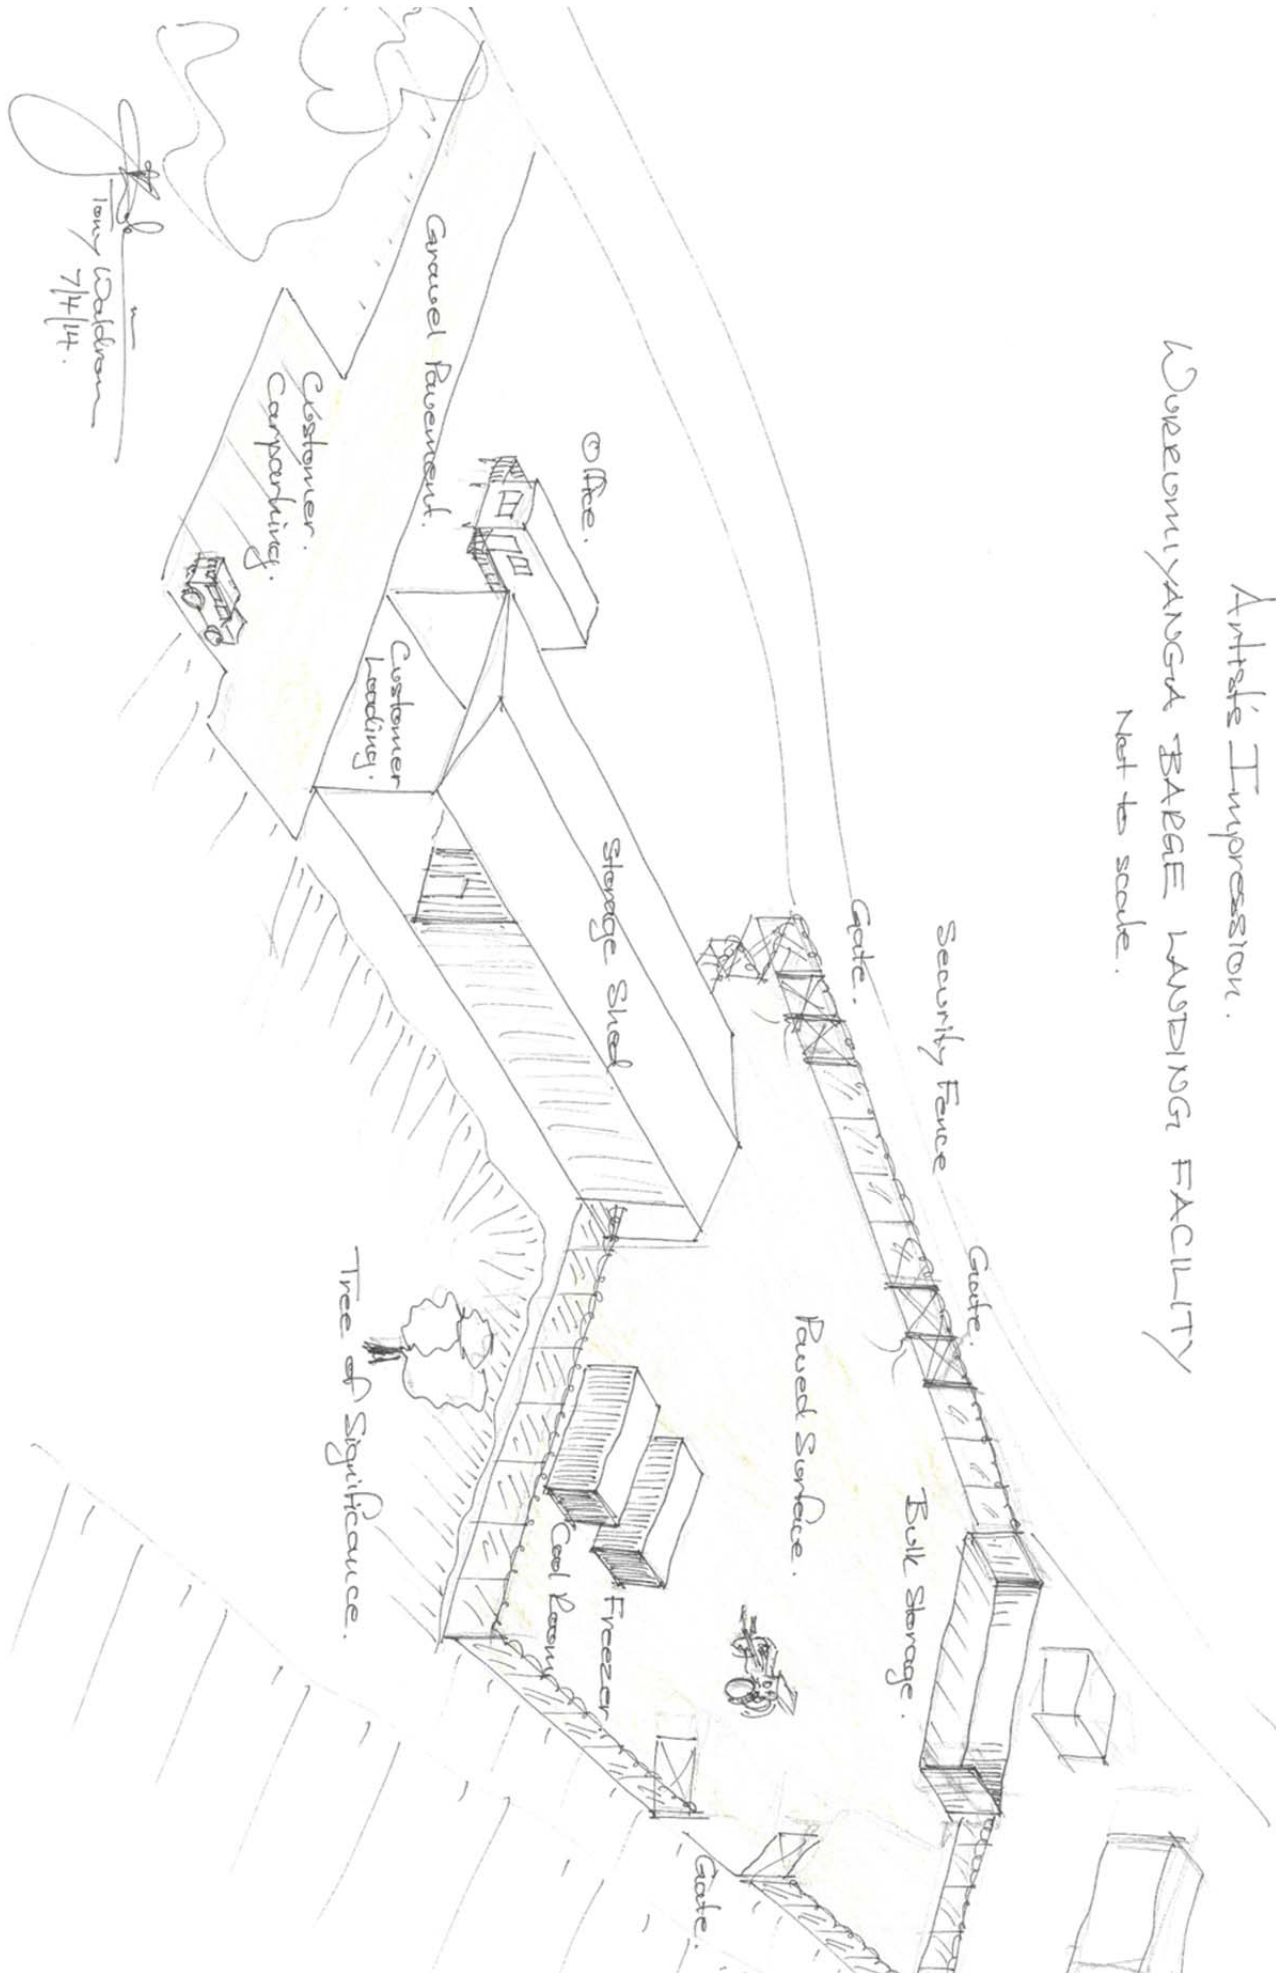 Artist's Impression.
WURRUMIYANGA BARGE LANDING FACILITY
Not to scale.
Security Fence
Gate.
Gate.
Office.
Gravel Pavement.
Storage Shed
Paved Surface.
Bulk Storage.
Customer
Loading.
Customer
Carparking.
Freezer
Cool Room
Gate.
Tree of Significance.
Tony Waldron
7/4/14.